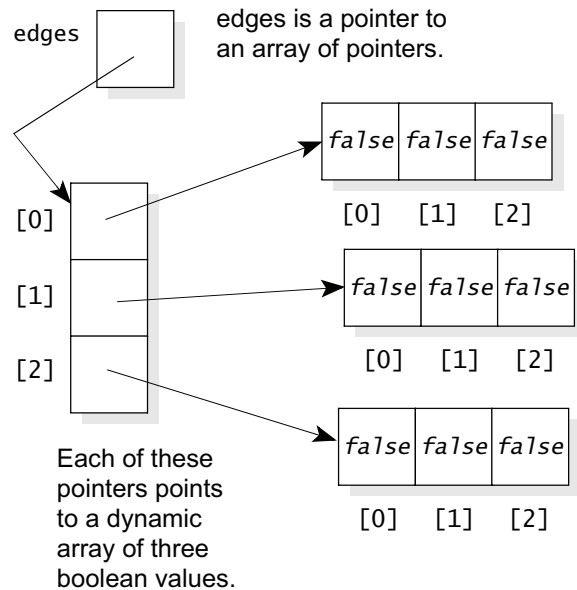 edges
edges is a pointer to
an array of pointers.
false false false
[0] [1] [2]
[0]
[1]
[2]
false false false
[0] [1] [2]
false false false
[0] [1] [2]
Each of these
pointers points
to a dynamic
array of three
boolean values.